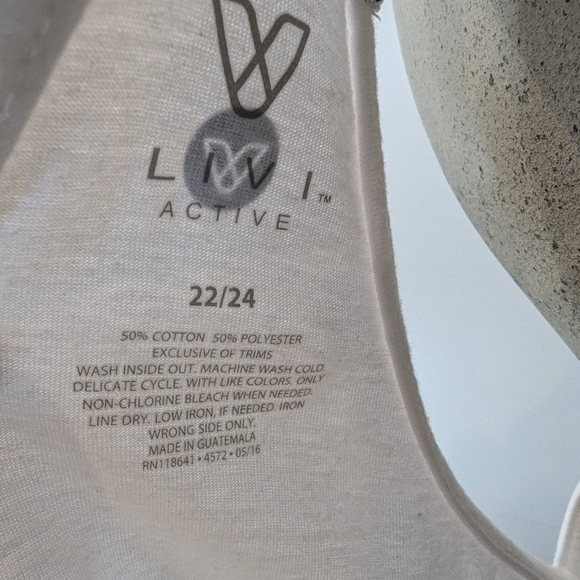 LIVI™
ACTIVE
22/24
50% COTTON 50% POLYESTER
EXCLUSIVE OF TRIMS
WASH INSIDE OUT. MACHINE WASH COLD.
DELICATE CYCLE. WITH LIKE COLORS. ONLY
NON-CHLORINE BLEACH WHEN NEEDED.
LINE DRY. LOW IRON, IF NEEDED. IRON
WRONG SIDE ONLY.
MADE IN GUATEMALA
RN118641 • 4572 • 05/16